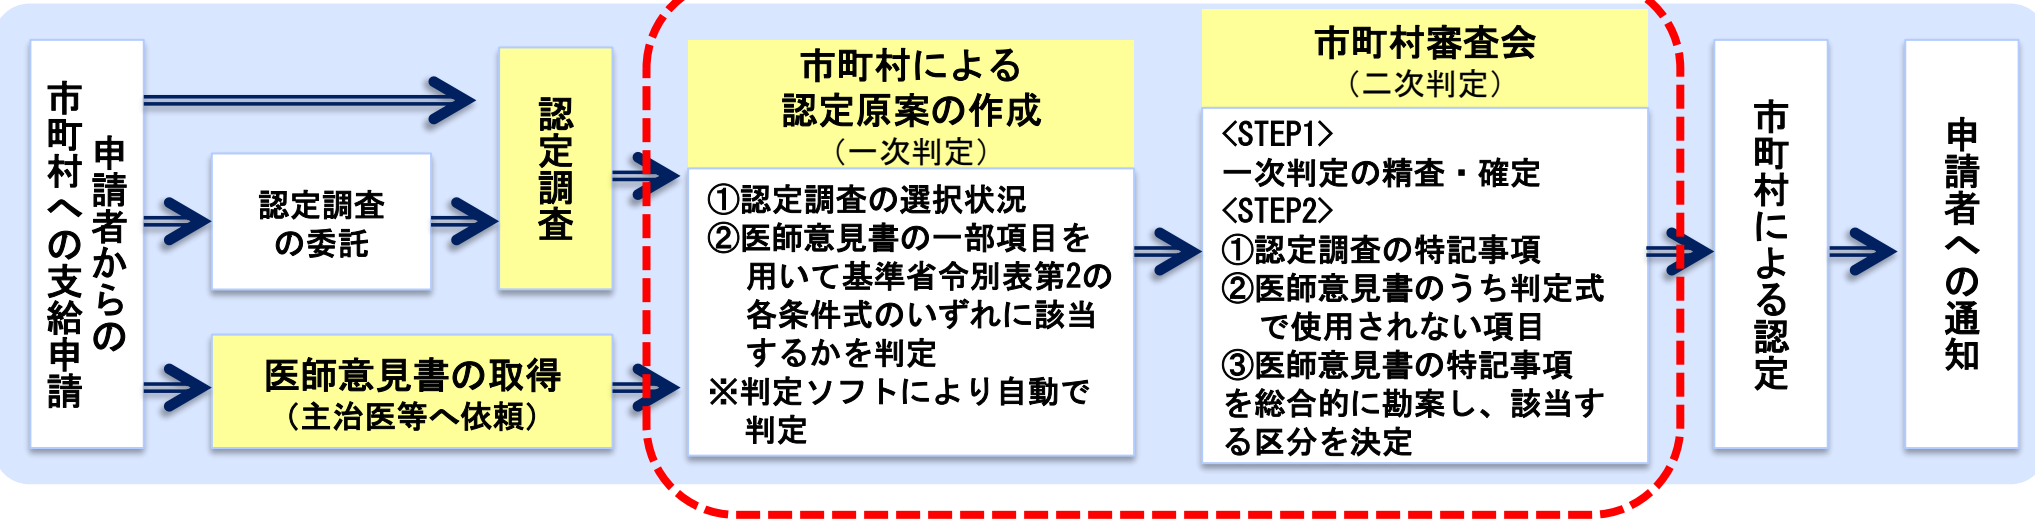 申請者からの
市町村への支給申請
認定調査
の委託
医師意見書の取得
（主治医等へ依頼）
認定調査
市町村による
認定原案の作成
（一次判定）
①認定調査の選択状況
②医師意見書の一部項目を
用いて基準省令別表第2の
各条件式のいずれに該当
するかを判定
※判定ソフトにより自動で
判定
市町村審査会
（二次判定）
<STEP1>
一次判定の精査・確定
<STEP2>
①認定調査の特記事項
②医師意見書のうち判定式
で使用されない項目
③医師意見書の特記事項
を総合的に勘案し、該当す
る区分を決定
市町村による認定
申請者への通知